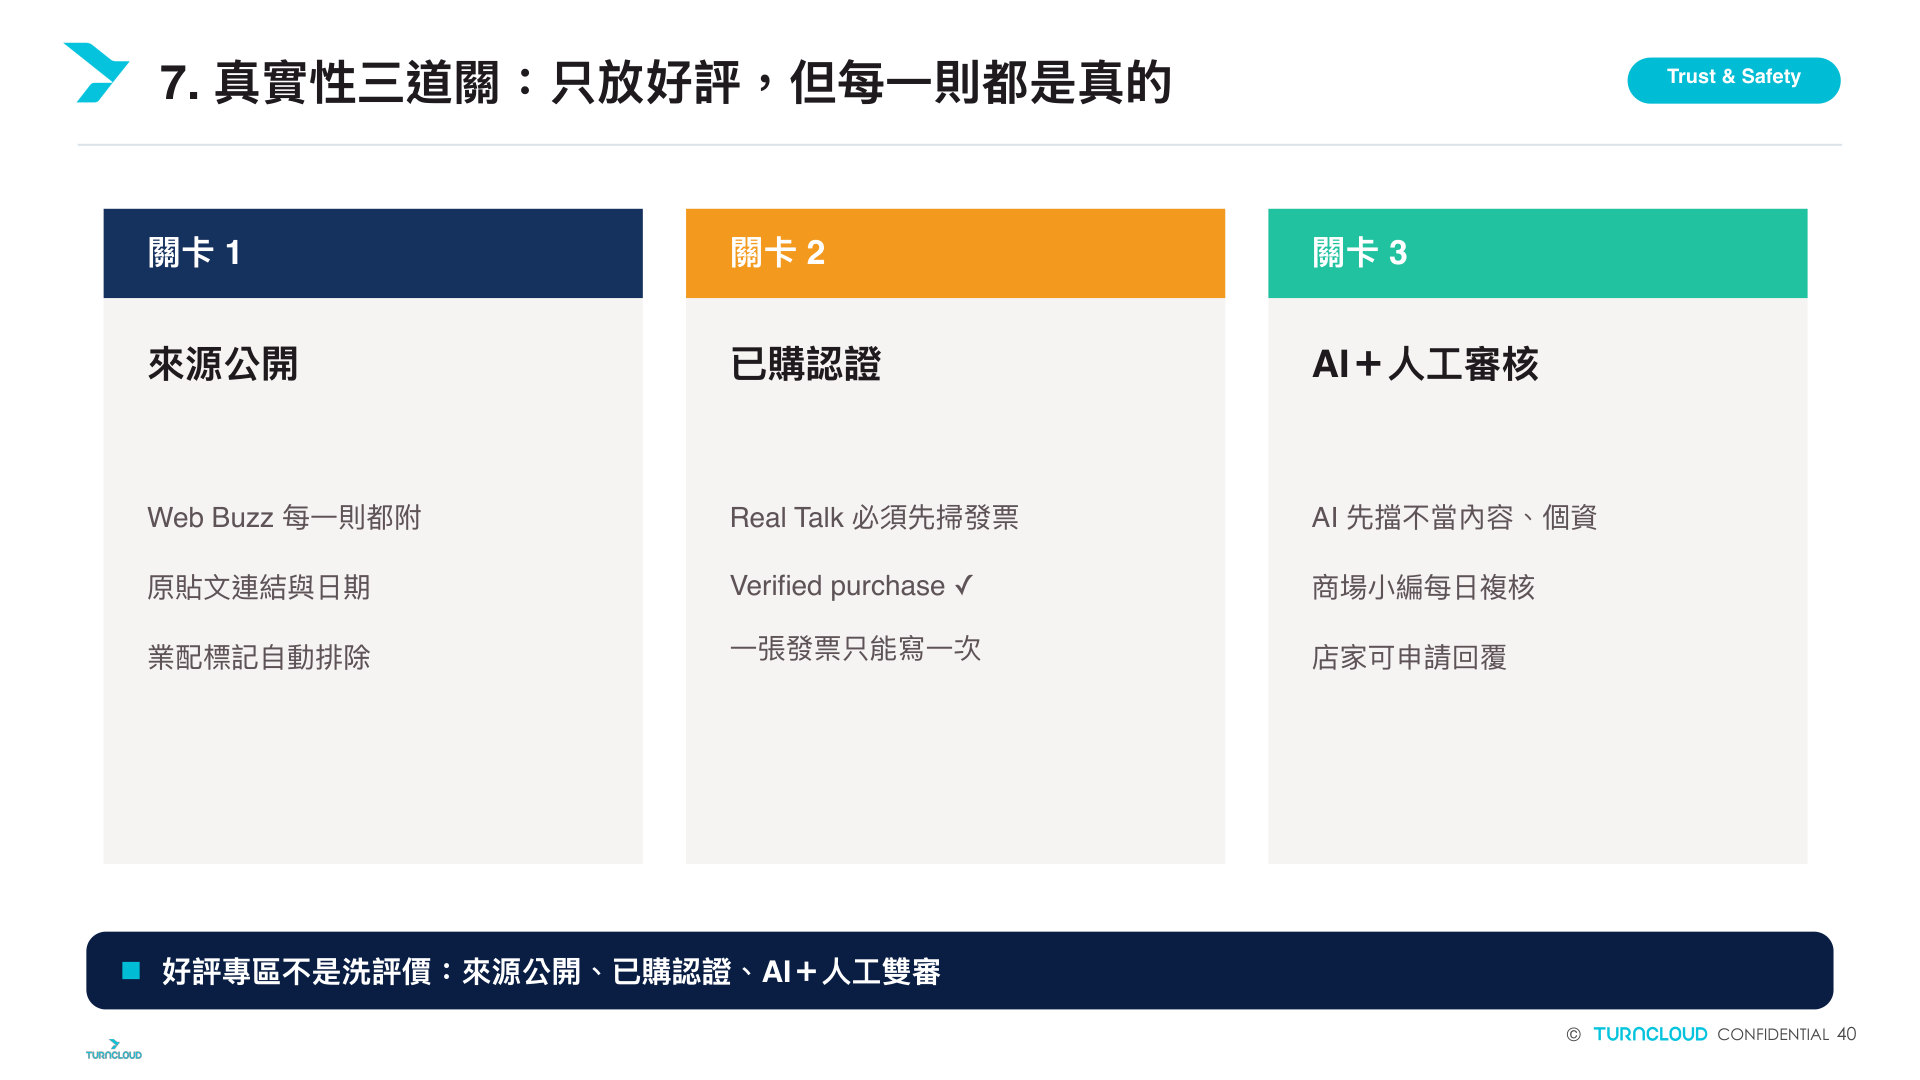 7. 真實性三道關：只放好評，但每一則都是真的
Trust & Safety
關卡 1
來源公開
Web Buzz 每一則都附
原貼文連結與日期
業配標記自動排除
關卡 2
已購認證
Real Talk 必須先掃發票
Verified purchase ✓
一張發票只能寫一次
關卡 3
AI＋人工審核
AI 先擋不當內容、個資
商場小編每日複核
店家可申請回覆
好評專區不是洗評價：來源公開、已購認證、AI＋人工雙審
TURNCLOUD
© TURNCLOUD CONFIDENTIAL 40